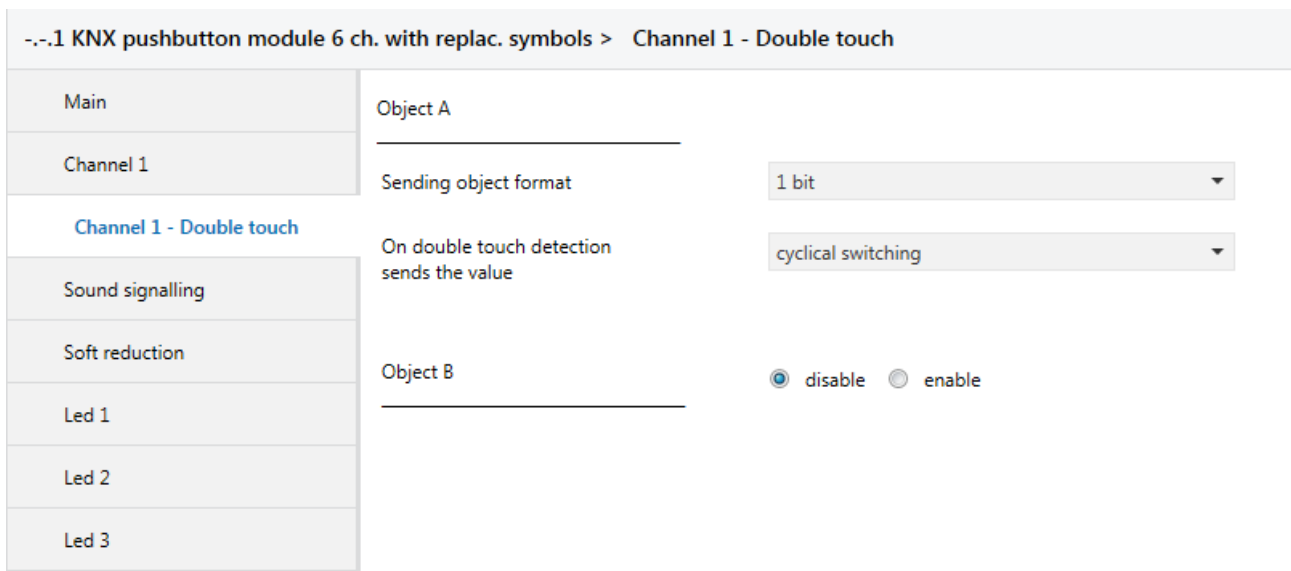 -.-.1 KNX pushbutton module 6 ch. with replac. symbols > Channel 1 - Double touch
Main
Channel 1
Channel 1 - Double touch
Sound signalling
Soft reduction
Led 1
Led 2
Led 3
Object A
Sending object format
1 bit
On double touch detection
sends the value
cyclical switching
Object B
disable enable